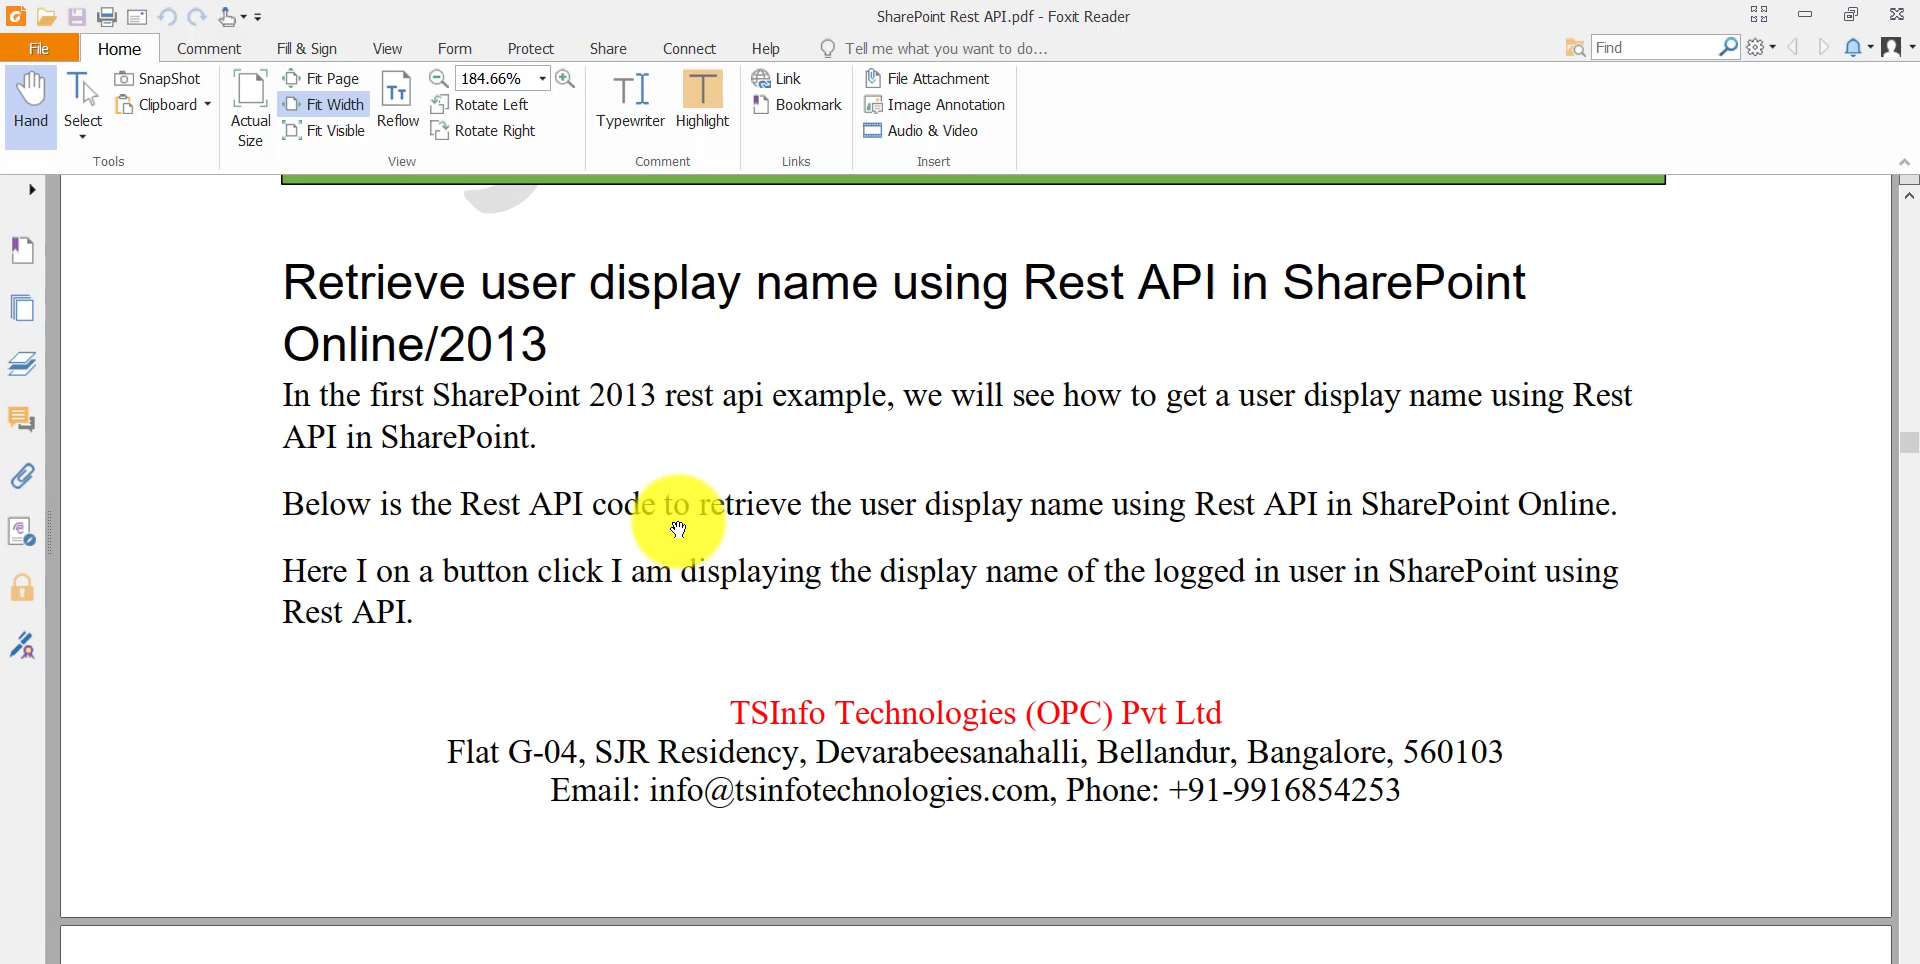 SharePoint Rest API.pdf - Foxit Reader
File Home Comment Fill & Sign View Form Protect Share Connect Help Tell me what you want to do... Find
Hand
Select
SnapShot
Clipboard
Tools
Actual
Size
Fit Page
Fit Width
Fit Visible
Reflow
184.66%
Rotate Left
Rotate Right
View
Typewriter
Highlight
Comment
Link
Bookmark
Links
File Attachment
Image Annotation
Audio & Video
Insert
Retrieve user display name using Rest API in SharePoint
Online/2013
In the first SharePoint 2013 rest api example, we will see how to get a user display name using Rest
API in SharePoint.
Below is the Rest API code to retrieve the user display name using Rest API in SharePoint Online.
Here I on a button click I am displaying the display name of the logged in user in SharePoint using
Rest API.
TSInfo Technologies (OPC) Pvt Ltd
Flat G-04, SJR Residency, Devarabeesanahalli, Bellandur, Bangalore, 560103
Email: info@tsinfotechnologies.com, Phone: +91-9916854253